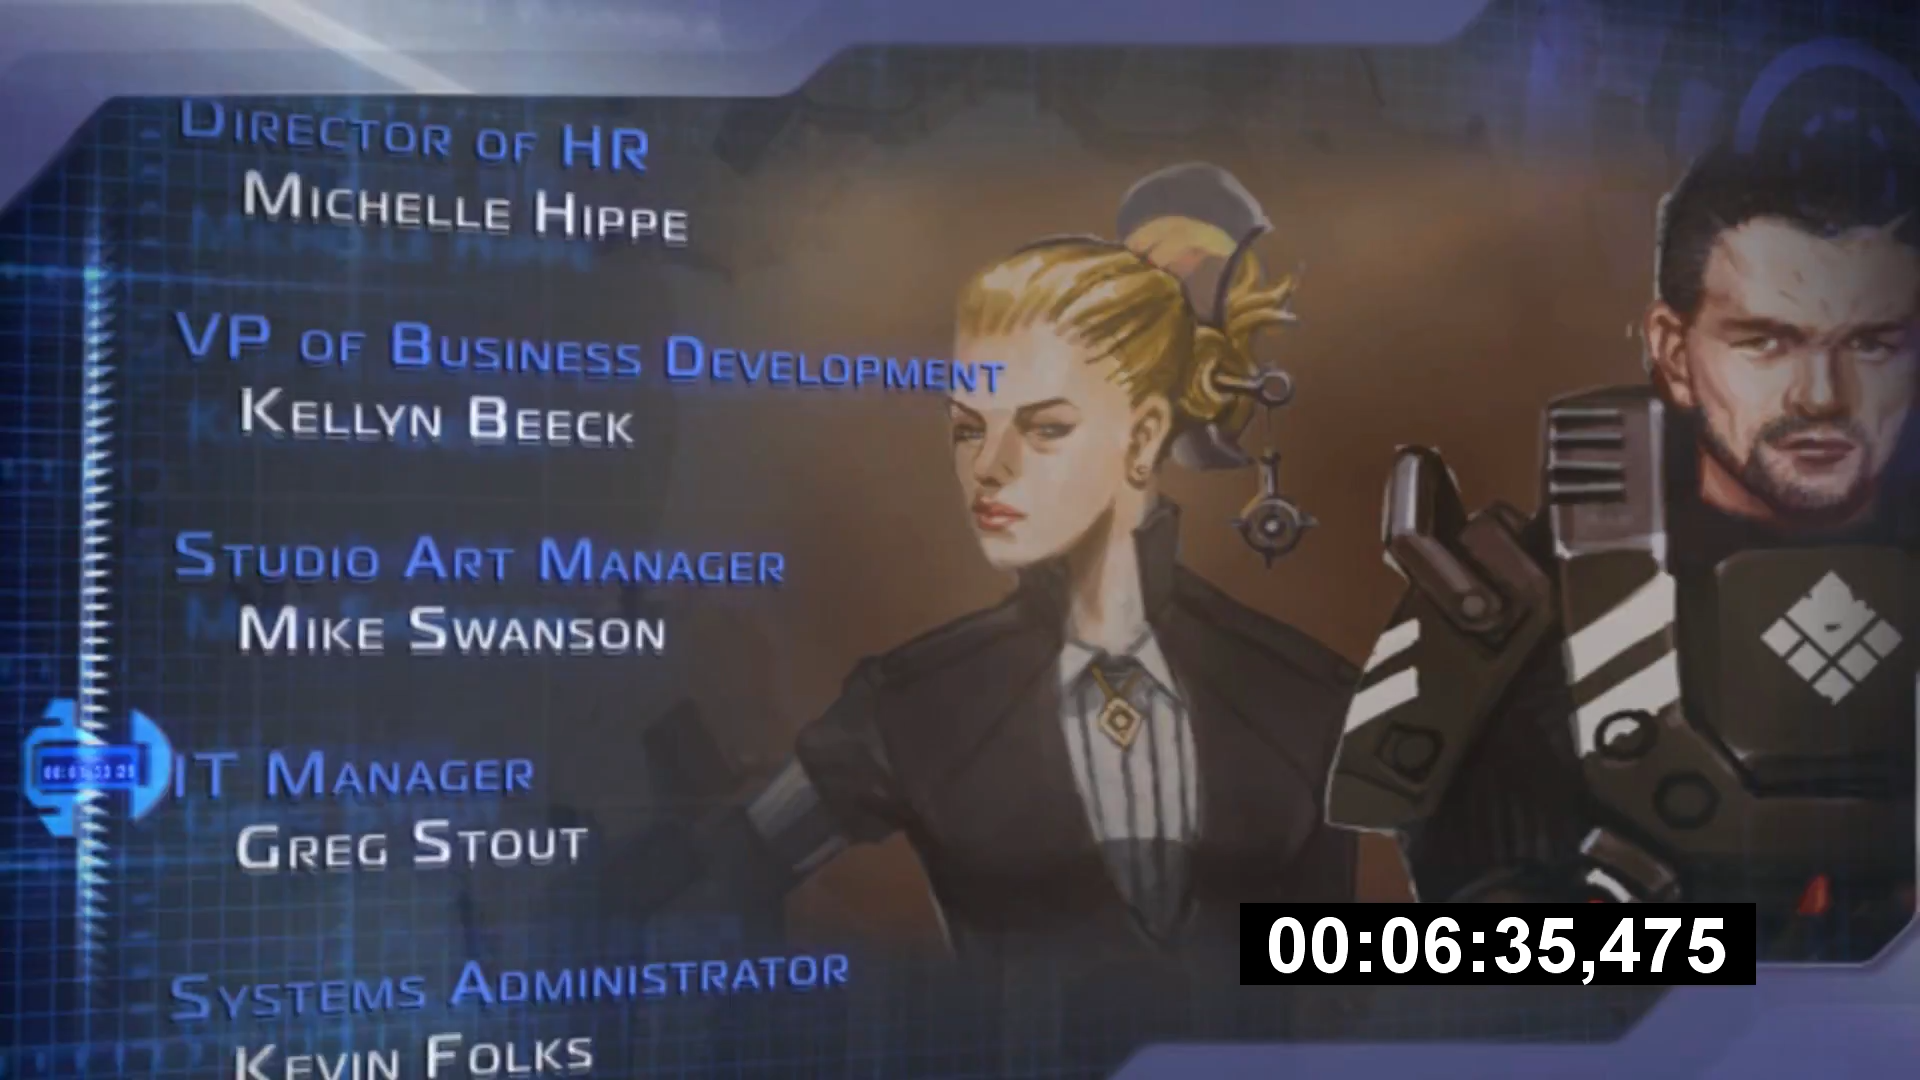 DIRECTOR OF HR
MICHELLE HIPPE
VP OF BUSINESS DEVELOPMENT
KELLYN BEECK
STUDIO ART MANAGER
MIKE SWANSON
IT MANAGER
GREG STOUT
SYSTEMS ADMINISTRATOR
KEVIN FOLKS
00:06:35,475